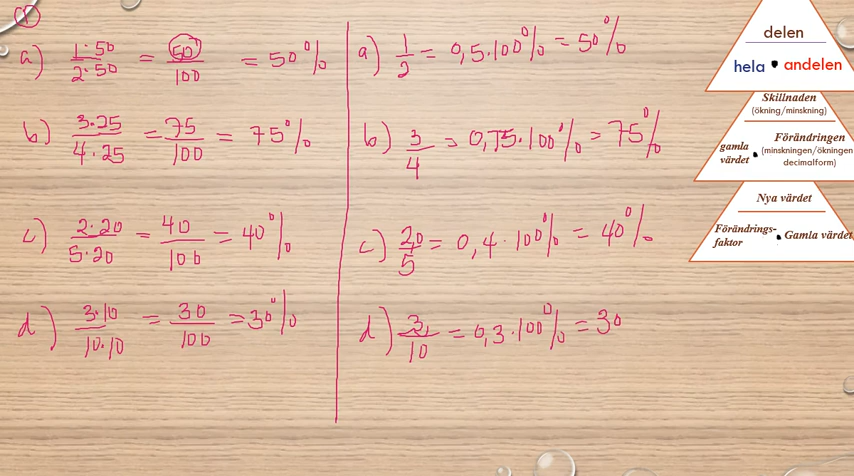 1
a) 1·50/2·50 = 50/100 = 50%
b) 3·25/4·25 = 75/100 = 75%
c) 2·20/5·20 = 40/100 = 40%
d) 3·10/10·10 = 30/100 = 30%
a) 1/2 = 0,5·100% = 50%
b) 3/4 = 0,75·100% = 75%
c) 2,0/5 = 0,4·100% = 40%
d) 3/10 = 0,3·100% = 30
delen
hela · andelen
Skillnaden
(ökning/minskning)
gamla värdet · Förändringen
(minskningen/ökningen
decimalform)
Nya värdet
Förändrings-faktor · Gamla värdet